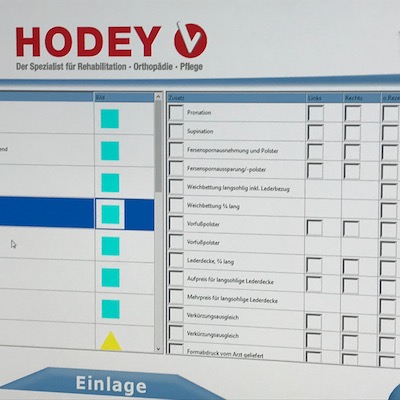 HODEY
Der Spezialist für Rehabilitation · Orthopädie · Pflege
Bild
Zusatz
Links
Rechts
o.Reze
Pronation
Supination
end
Fersenspornausnehmung und Polster
Fersenspornaussparung/-polster
Weichbettung langsohlig inkl. Lederbezug
Weichbettung ¾ lang
Vorfußpolster
Vorfußpolster
Lederdecke, ¾ lang
Aufpreis für langsohlige Lederdecke
Mehrpreis für langsohlige Lederdecke
Verkürzungsausgleich
Verkürzungsausgleich
Formabdruck vom Arzt geliefert
Einlage